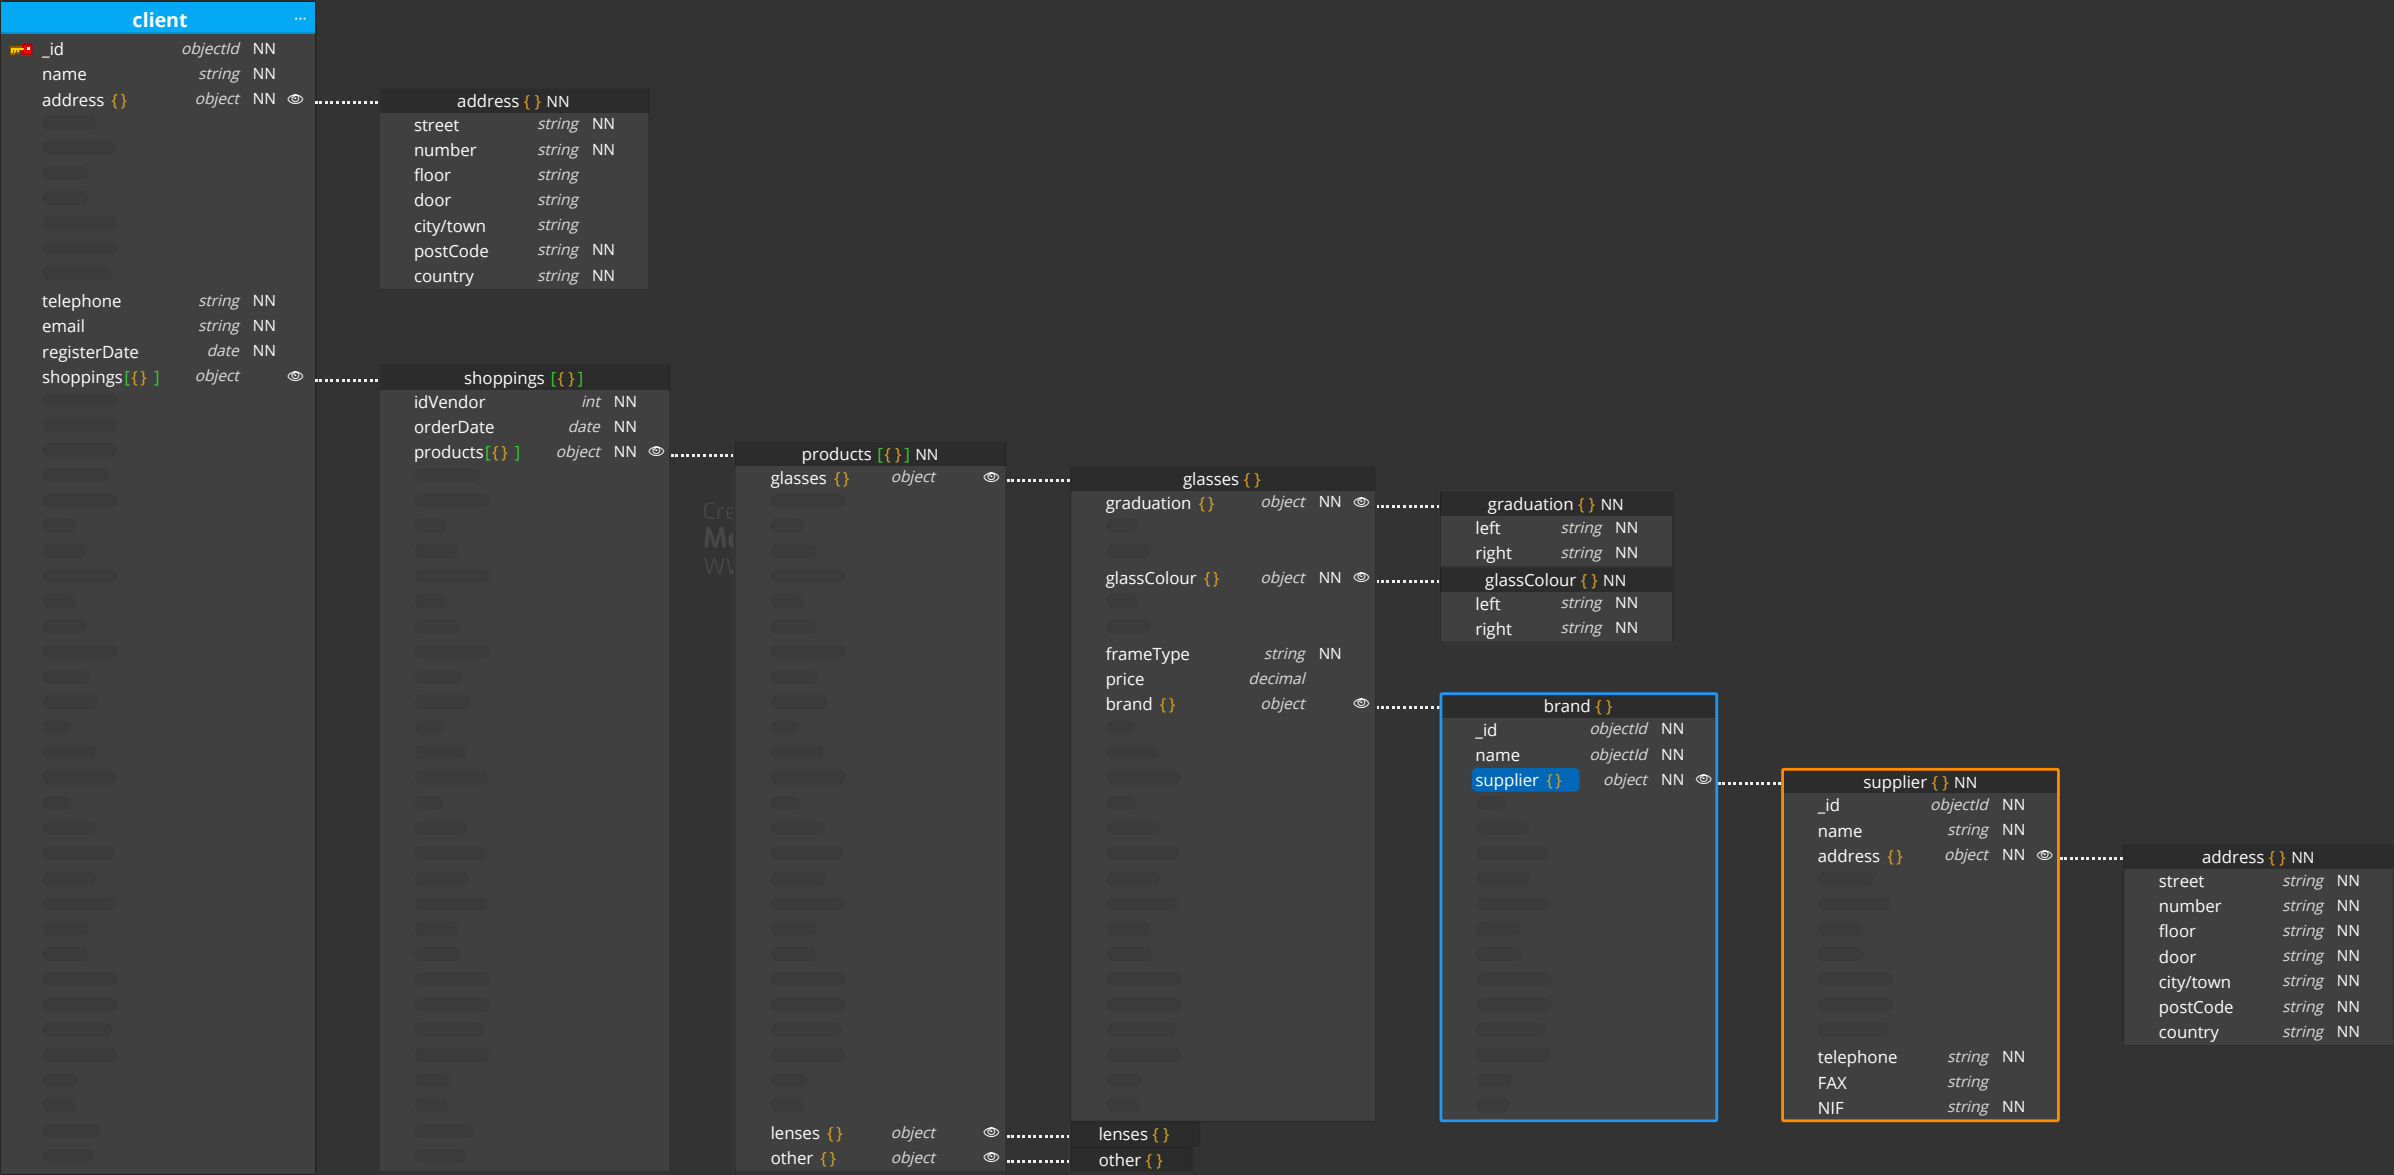 client ...
_id objectId NN
name string NN
address {} object NN
telephone string NN
email string NN
registerDate date NN
shoppings[{} ] object
address { } NN
street string NN
number string NN
floor string
door string
city/town string
postCode string NN
country string NN
shoppings [{ }]
idVendor int NN
orderDate date NN
products[{} ] object NN
products [{ }] NN
glasses {} object
lenses {} object
other {} object
glasses { }
graduation {} object NN
glassColour {} object NN
frameType string NN
price decimal
brand {} object
lenses { }
other { }
graduation { } NN
left string NN
right string NN
glassColour { } NN
left string NN
right string NN
brand { }
_id objectId NN
name objectId NN
supplier {} object NN
supplier { } NN
_id objectId NN
name string NN
address {} object NN
telephone string NN
FAX string
NIF string NN
address { } NN
street string NN
number string NN
floor string NN
door string NN
city/town string NN
postCode string NN
country string NN